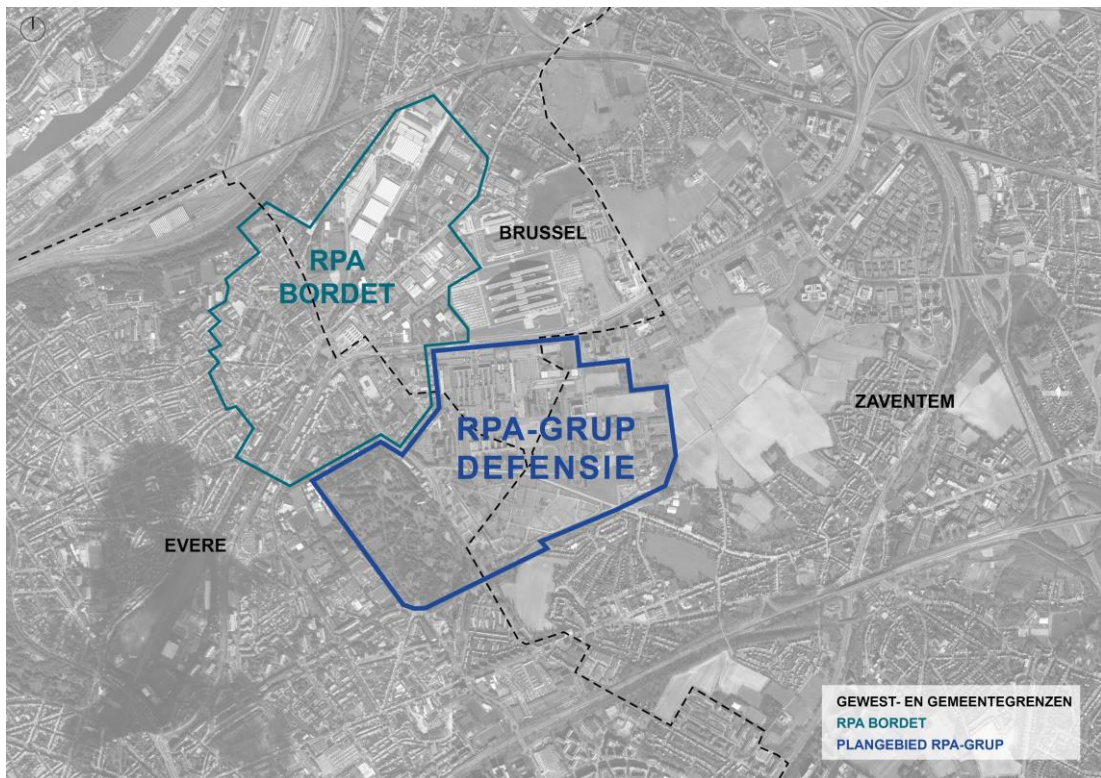 BRUSSEL
RPA
BORDET
ZAVENTEM
RPA-GRUP
DEFENSIE
EVERE
GEWEST- EN GEMEENTEGRENZEN
RPA BORDET
PLANGEBIED RPA-GRUP